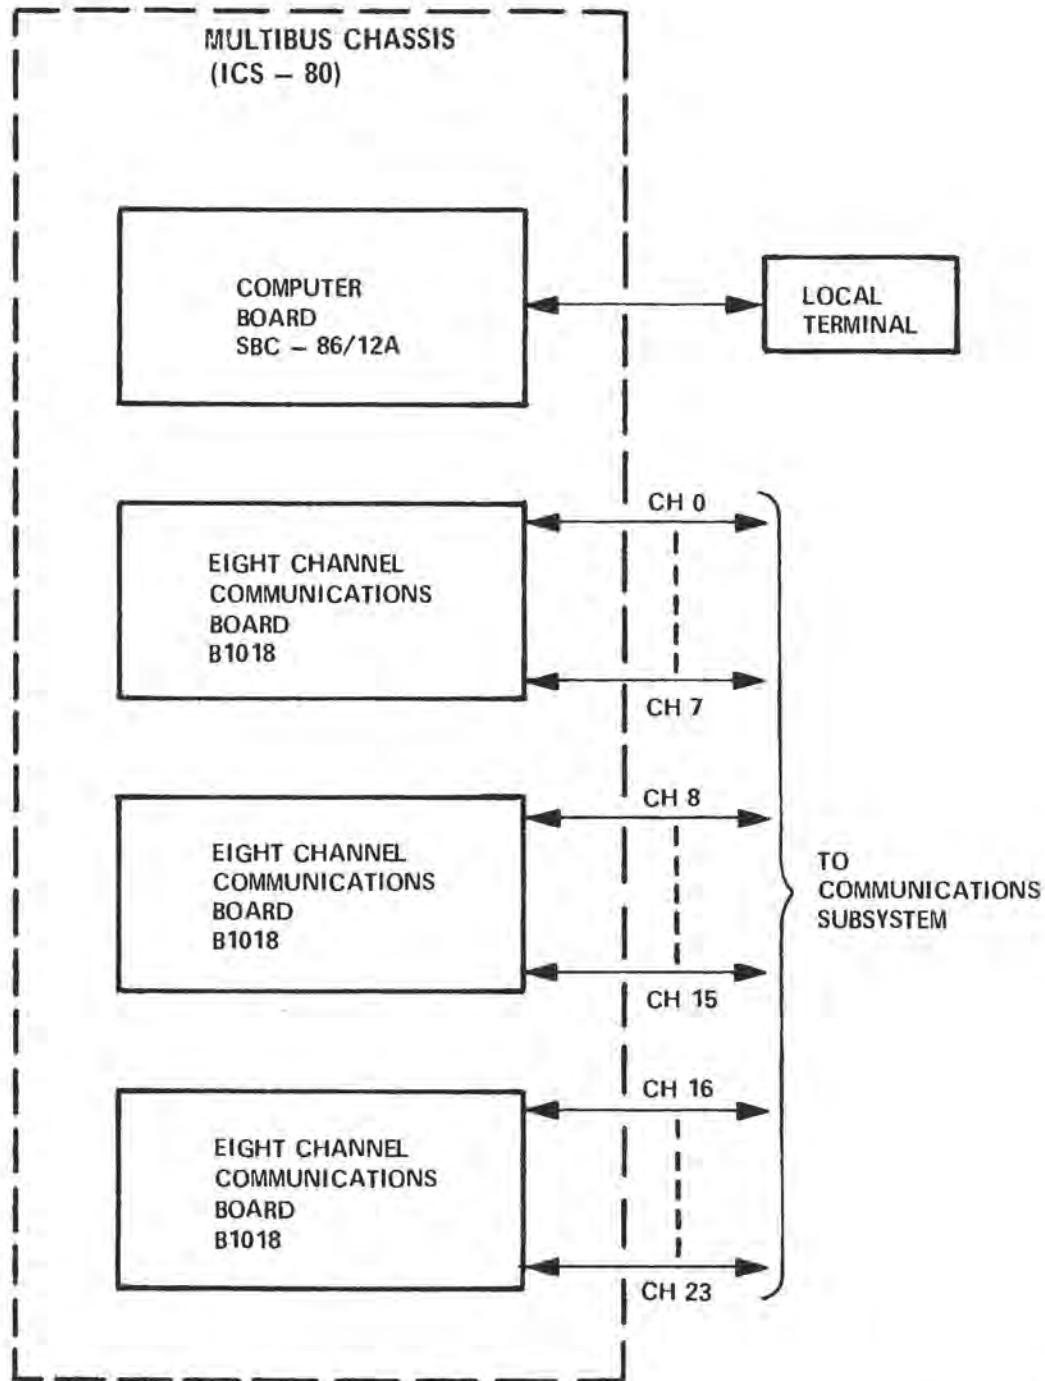 MULTIBUS CHASSIS
(ICS – 80)
COMPUTER
BOARD
SBC – 86/12A
LOCAL
TERMINAL
EIGHT CHANNEL
COMMUNICATIONS
BOARD
B1018
CH 0
CH 7
EIGHT CHANNEL
COMMUNICATIONS
BOARD
B1018
CH 8
CH 15
TO
COMMUNICATIONS
SUBSYSTEM
EIGHT CHANNEL
COMMUNICATIONS
BOARD
B1018
CH 16
CH 23